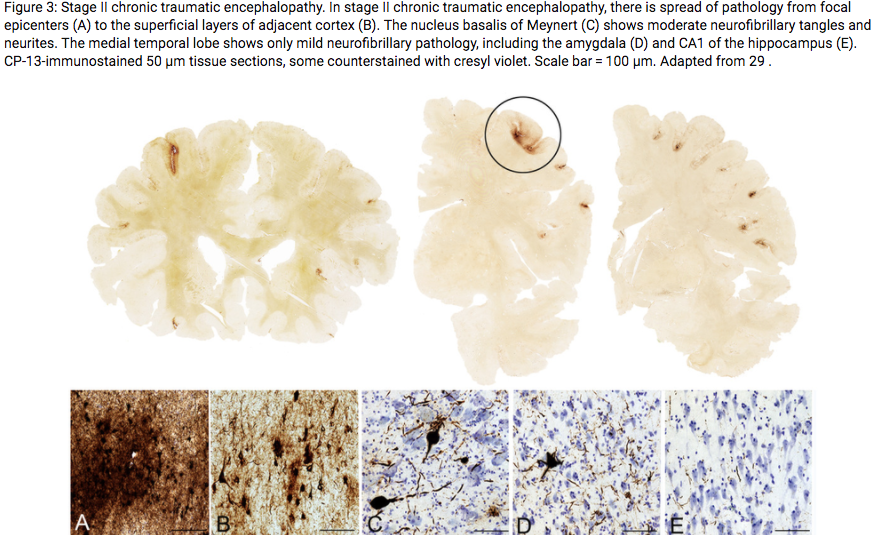 Figure 3: Stage II chronic traumatic encephalopathy. In stage II chronic traumatic encephalopathy, there is spread of pathology from focal
epicenters (A) to the superficial layers of adjacent cortex (B). The nucleus basalis of Meynert (C) shows moderate neurofibrillary tangles and
neurites. The medial temporal lobe shows only mild neurofibrillary pathology, including the amygdala (D) and CA1 of the hippocampus (E).
CP-13-immunostained 50 µm tissue sections, some counterstained with cresyl violet. Scale bar = 100 µm. Adapted from 29 .
A B C D E